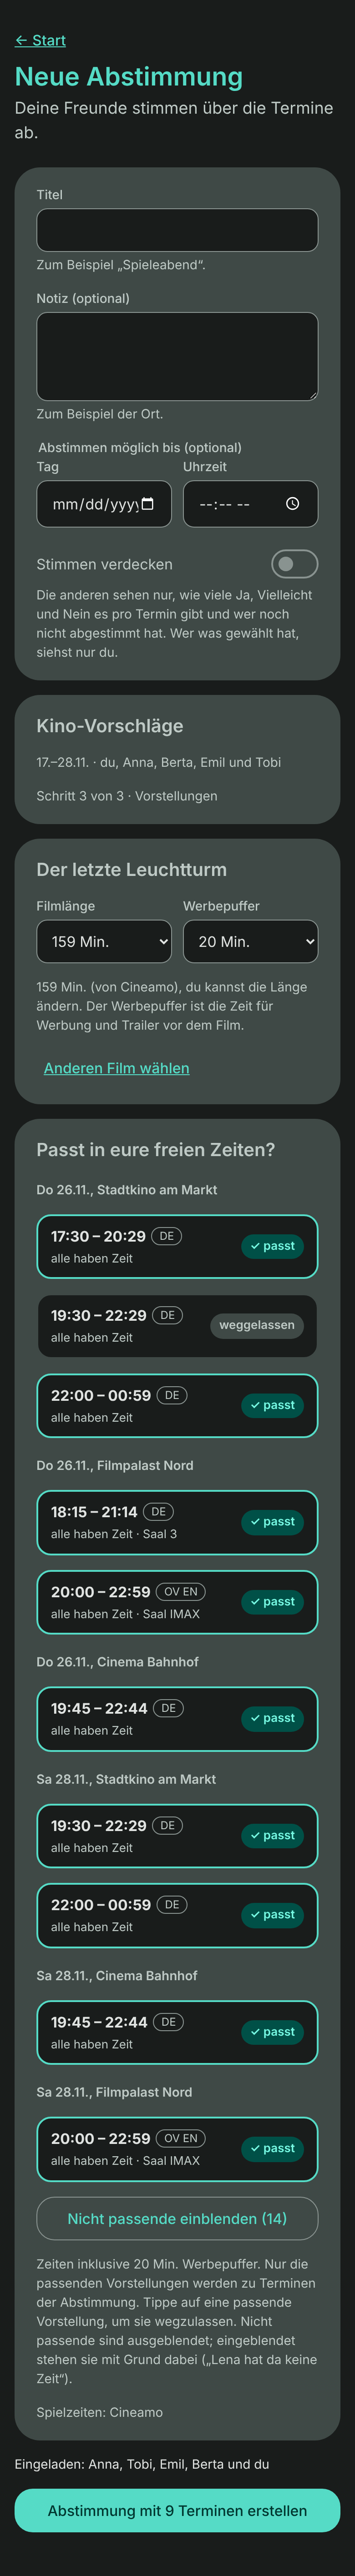 ← Start
Neue Abstimmung
Deine Freunde stimmen über die Termine
ab.
Titel
Zum Beispiel „Spieleabend“.
Notiz (optional)
Zum Beispiel der Ort.
Abstimmen möglich bis (optional)
Tag
Uhrzeit
mm/dd/yyyy
--:-- --
Stimmen verdecken
Die anderen sehen nur, wie viele Ja, Vielleicht
und Nein es pro Termin gibt und wer noch
nicht abgestimmt hat. Wer was gewählt hat,
siehst nur du.
Kino-Vorschläge
17.–28.11. · du, Anna, Berta, Emil und Tobi
Schritt 3 von 3 · Vorstellungen
Der letzte Leuchtturm
Filmlänge
Werbepuffer
159 Min.
20 Min.
159 Min. (von Cineamo), du kannst die Länge
ändern. Der Werbepuffer ist die Zeit für
Werbung und Trailer vor dem Film.
Anderen Film wählen
Passt in eure freien Zeiten?
Do 26.11., Stadtkino am Markt
17:30 – 20:29 DE
alle haben Zeit
✓ passt
19:30 – 22:29 DE
alle haben Zeit
weggelassen
22:00 – 00:59 DE
alle haben Zeit
✓ passt
Do 26.11., Filmpalast Nord
18:15 – 21:14 DE
alle haben Zeit · Saal 3
✓ passt
20:00 – 22:59 OV EN
alle haben Zeit · Saal IMAX
✓ passt
Do 26.11., Cinema Bahnhof
19:45 – 22:44 DE
alle haben Zeit
✓ passt
Sa 28.11., Stadtkino am Markt
19:30 – 22:29 DE
alle haben Zeit
✓ passt
22:00 – 00:59 DE
alle haben Zeit
✓ passt
Sa 28.11., Cinema Bahnhof
19:45 – 22:44 DE
alle haben Zeit
✓ passt
Sa 28.11., Filmpalast Nord
20:00 – 22:59 OV EN
alle haben Zeit · Saal IMAX
✓ passt
Nicht passende einblenden (14)
Zeiten inklusive 20 Min. Werbepuffer. Nur die
passenden Vorstellungen werden zu Terminen
der Abstimmung. Tippe auf eine passende
Vorstellung, um sie wegzulassen. Nicht
passende sind ausgeblendet; eingeblendet
stehen sie mit Grund dabei („Lena hat da keine
Zeit“).
Spielzeiten: Cineamo
Eingeladen: Anna, Tobi, Emil, Berta und du
Abstimmung mit 9 Terminen erstellen